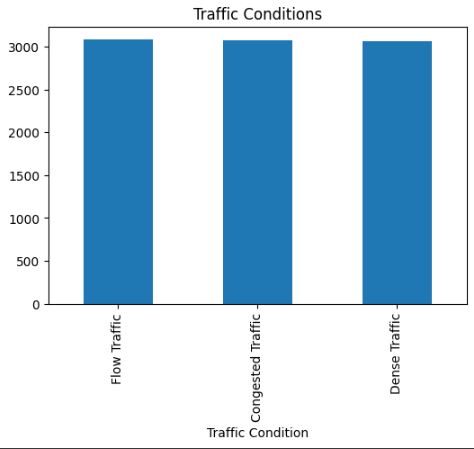 Traffic Conditions
3000
2500
2000
1500
1000
500
0
Flow Traffic
Congested Traffic
Dense Traffic
Traffic Condition